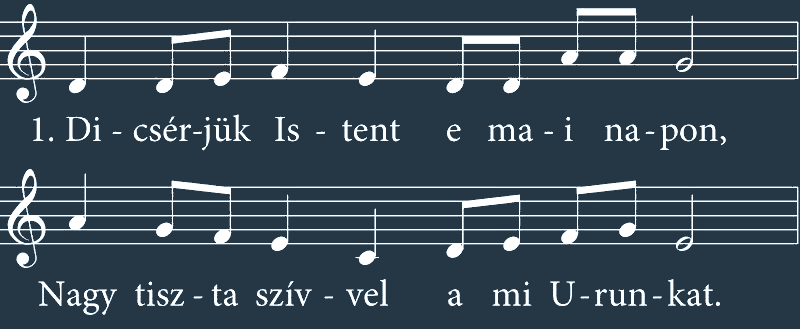 1. Di - csér-jük Is - tent e ma - i na-pon,
Nagy tisz - ta szív - vel a mi U-run-kat.